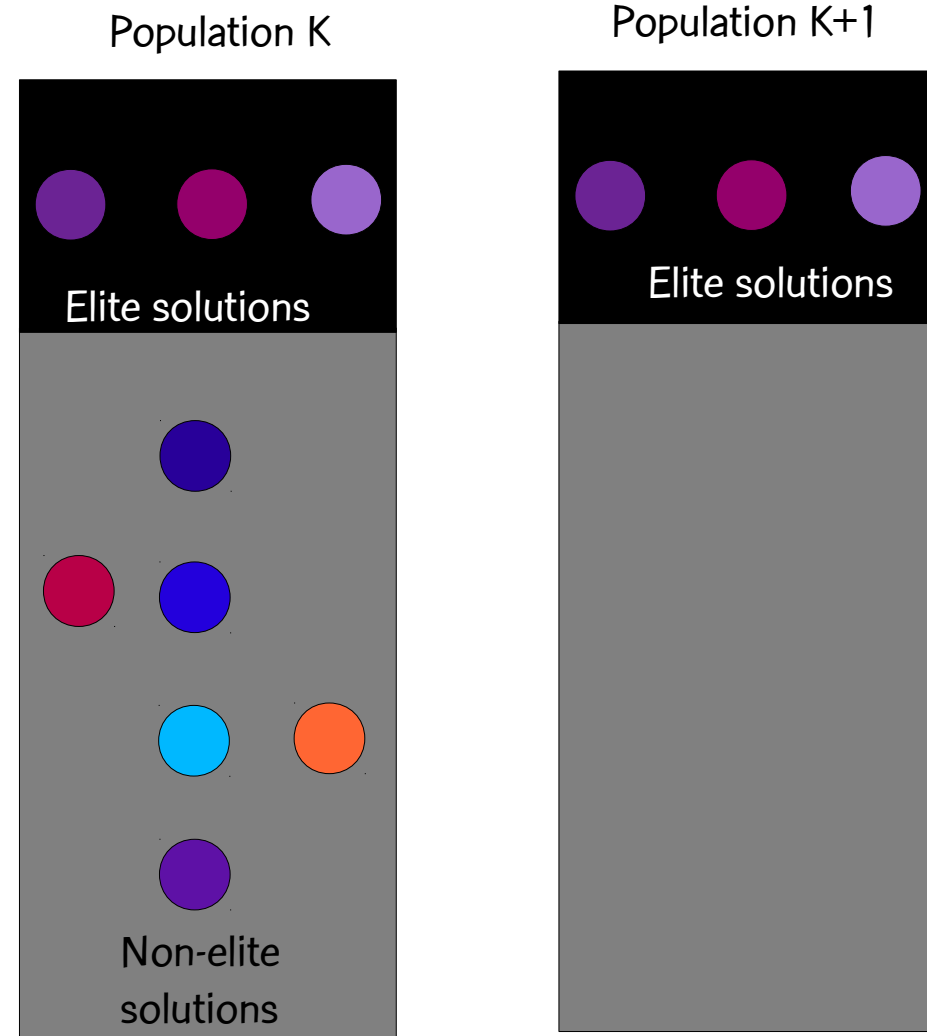 Population K
Population K+1
Elite solutions
Elite solutions
Non-elite
solutions